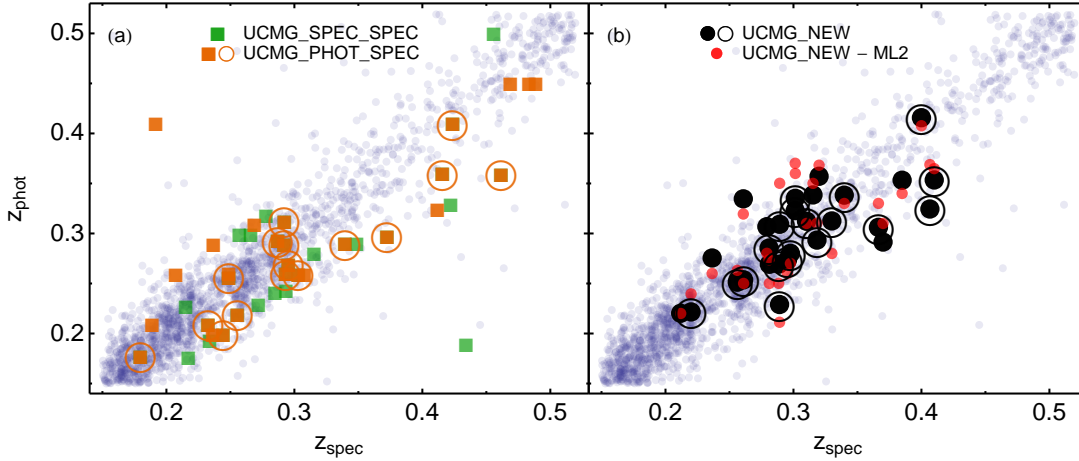 (a) UCMG_SPEC_SPEC
UCMG_PHOT_SPEC
(b) UCMG_NEW
UCMG_NEW − ML2
0.5
0.4
0.3
0.2
z_phot
0.2 0.3 0.4 0.5
0.2 0.3 0.4 0.5
z_spec
z_spec